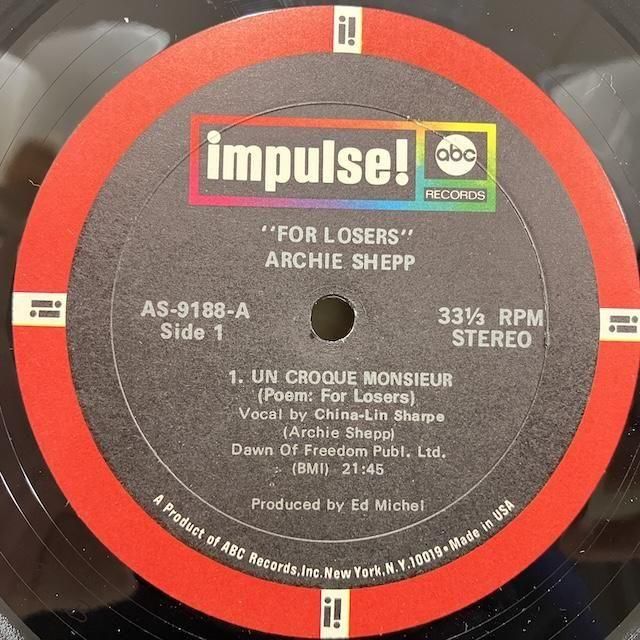 i!
impulse!
abc
RECORDS
"FOR LOSERS"
ARCHIE SHEPP
AS-9188-A
Side 1
33⅓ RPM
STEREO
i!
i!
1. UN CROQUE MONSIEUR
(Poem: For Losers)
Vocal by China-Lin Sharpe
(Archie Shepp)
Dawn Of Freedom Publ. Ltd.
(BMI) 21:45
Produced by Ed Michel
A Product of ABC Records, Inc. New York, N.Y. 10019 • Made in USA
i!